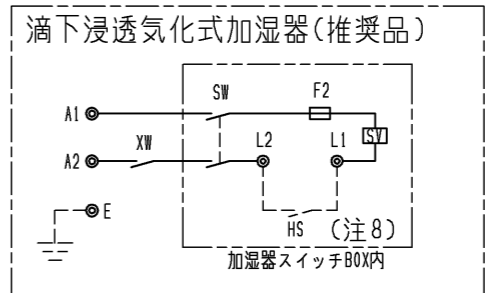 滴下浸透気化式加湿器(推奨品)
SW
F2
A1
SV
XW
L2
L1
A2
E
HS
(注8)
加湿器スイッチBOX内